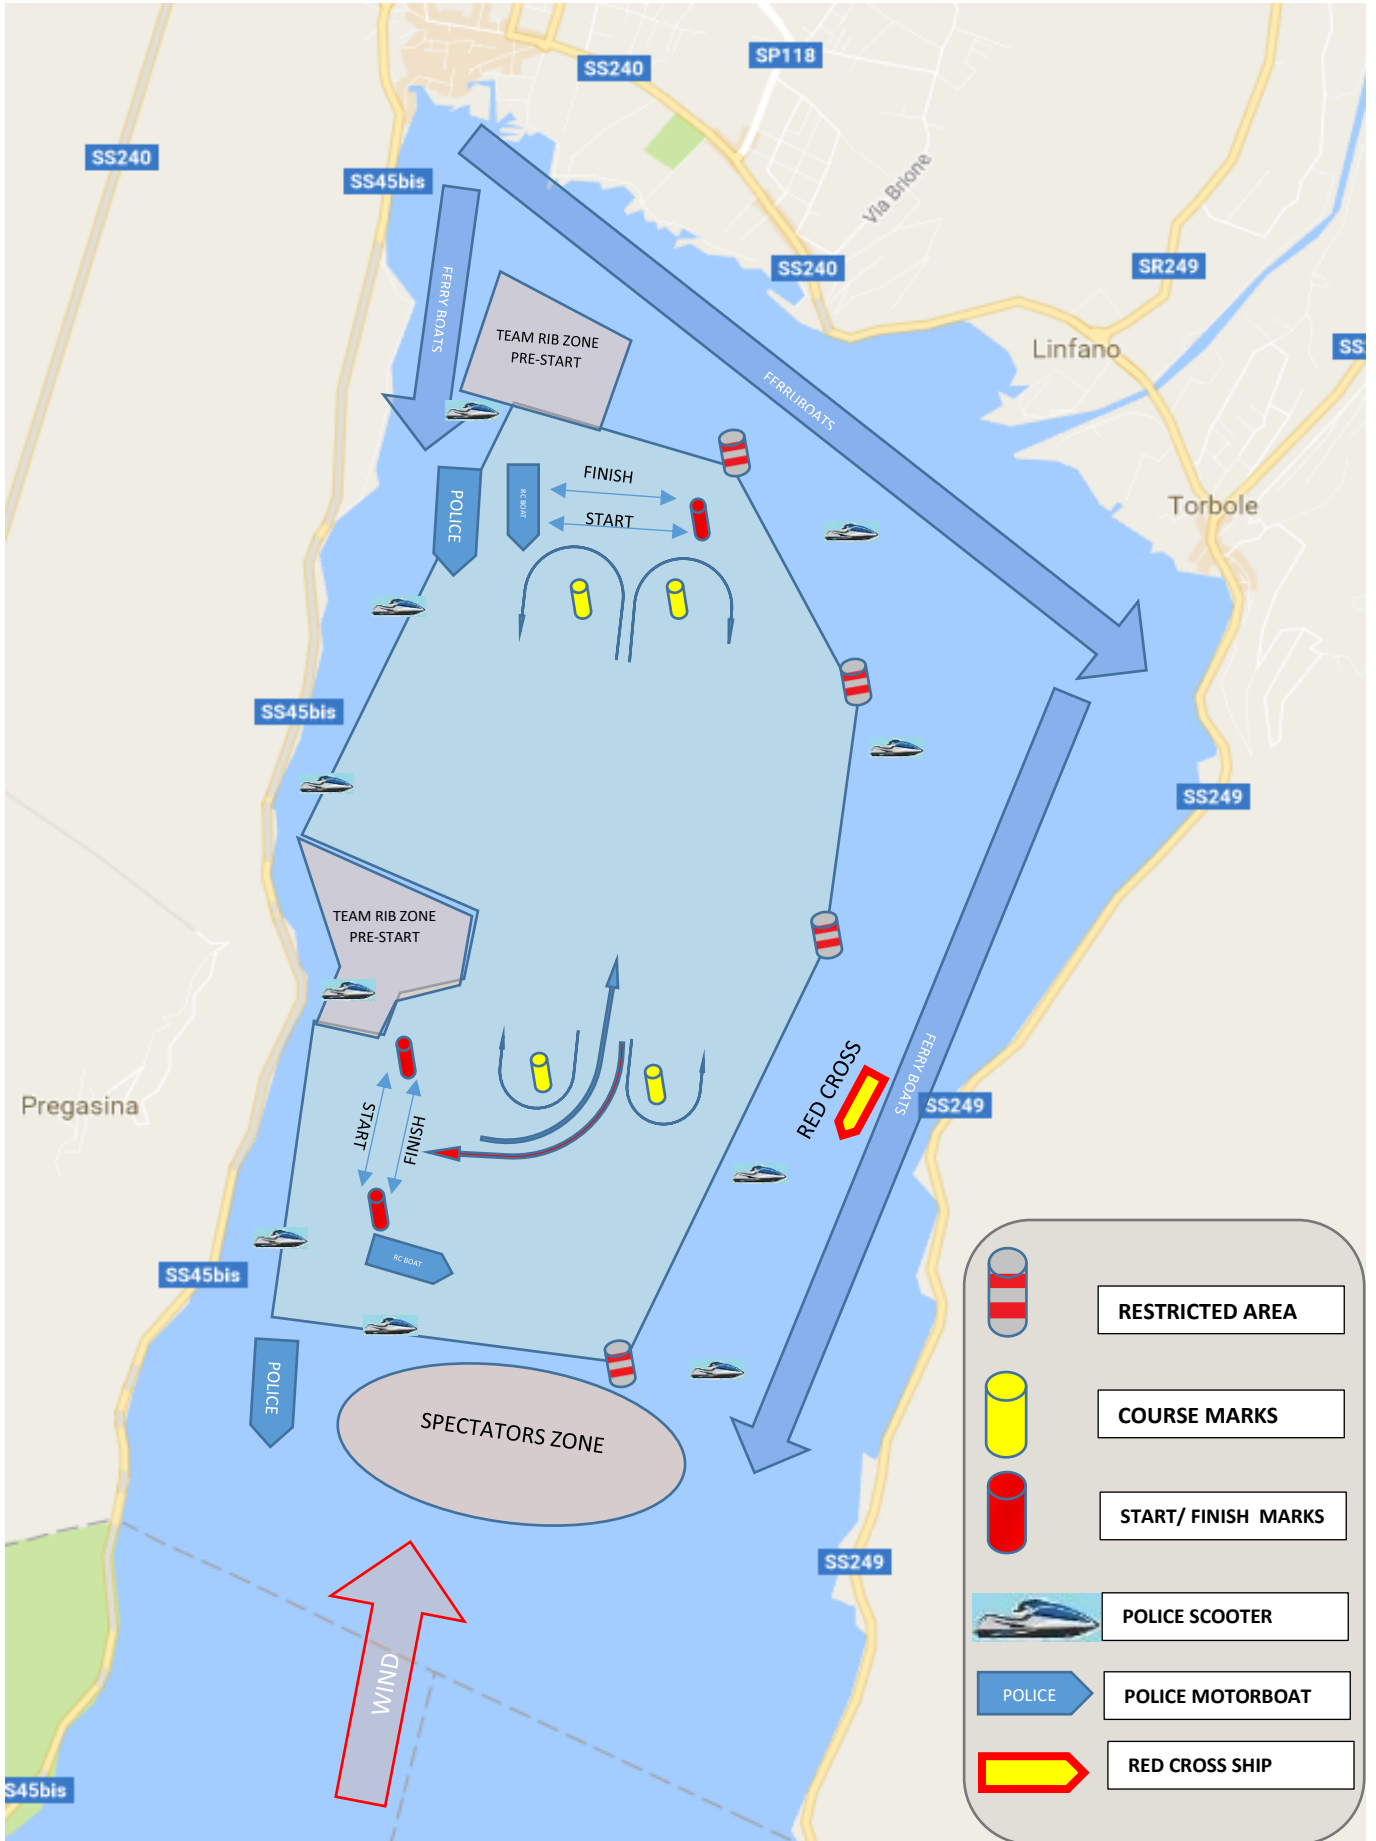 SP118
SS240
SS240
SS45bis
Via Brione
SS240
SR249
FERRY BOATS
TEAM RIB ZONE
PRE-START
Linfano
SS
FERRUBOATS
FINISH
POLICE
RC BOAT
START
Torbole
SS45bis
SS249
TEAM RIB ZONE
PRE-START
RED CROSS
FERRY BOATS
Pregasina
SS249
START
FINISH
RC BOAT
SS45bis
POLICE
SPECTATORS ZONE
RESTRICTED AREA
COURSE MARKS
START/ FINISH MARKS
SS249
POLICE SCOOTER
WIND
POLICE
POLICE MOTORBOAT
RED CROSS SHIP
S45bis